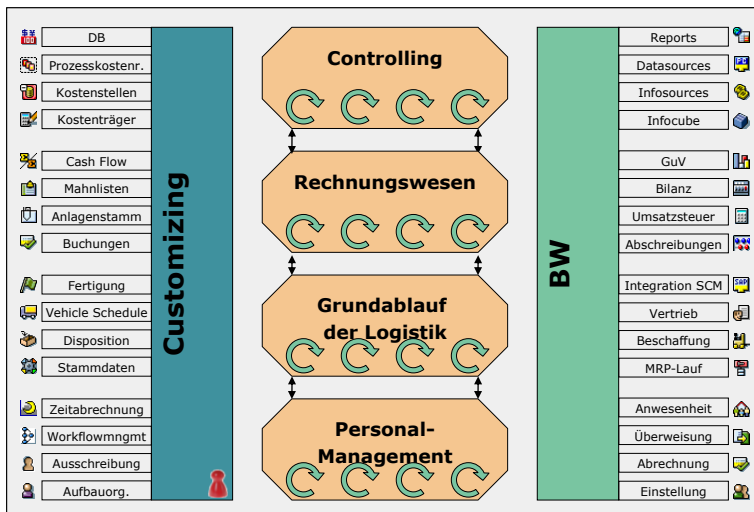 DB
Prozesskostenr.
Kostenstellen
Kostenträger
Cash Flow
Mahnlisten
Anlagenstamm
Buchungen
Fertigung
Vehicle Schedule
Disposition
Stammdaten
Zeitabrechnung
Workflowmngmt
Ausschreibung
Aufbauorg.
Customizing
Controlling
Rechnungswesen
Grundablauf
der Logistik
Personal-
Management
BW
Reports
Datasources
Infosources
Infocube
GuV
Bilanz
Umsatzsteuer
Abschreibungen
Integration SCM
Vertrieb
Beschaffung
MRP-Lauf
Anwesenheit
Überweisung
Abrechnung
Einstellung